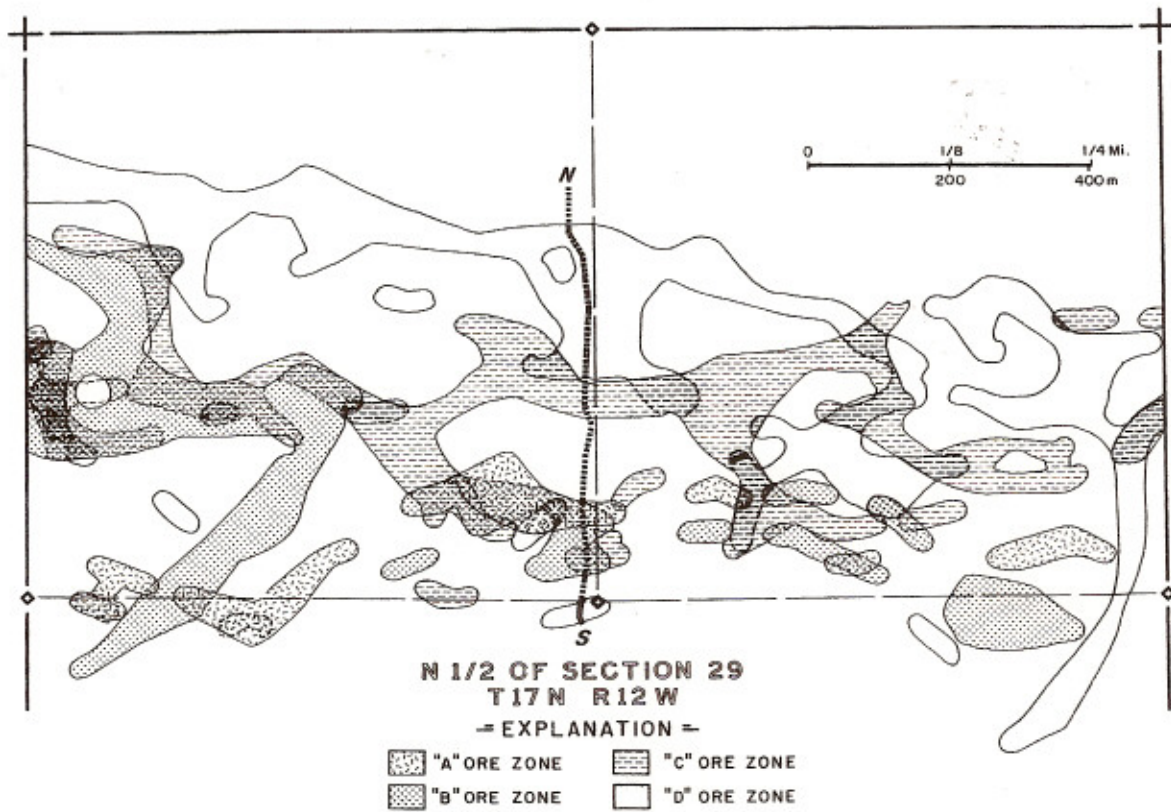 0 1/8 1/4 Mi.
200 400 m
N
S
N 1/2 OF SECTION 29
T17N R12W
- EXPLANATION -
"A" ORE ZONE "C" ORE ZONE
"B" ORE ZONE "D" ORE ZONE